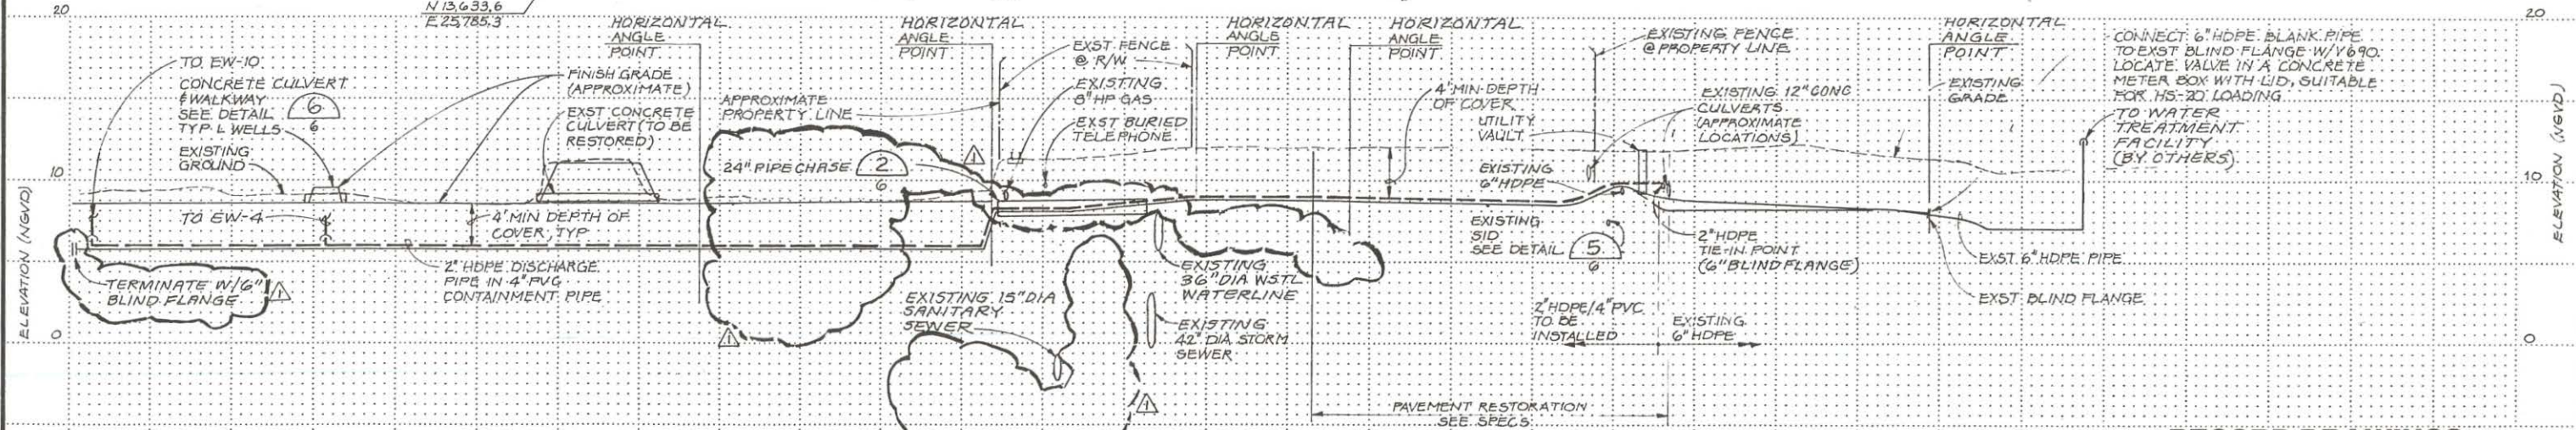 20
N 13,633.6
E 25,785.3
HORIZONTAL
ANGLE
POINT
HORIZONTAL
ANGLE
POINT
HORIZONTAL
ANGLE
POINT
HORIZONTAL
ANGLE
POINT
HORIZONTAL
ANGLE
POINT
20
TO EW-10
CONCRETE CULVERT
& WALKWAY
SEE DETAIL
TYP L WELLS
6
6
EXISTING
GROUND
FINISH GRADE
(APPROXIMATE)
EXST CONCRETE
CULVERT (TO BE
RESTORED)
APPROXIMATE
PROPERTY LINE
EXST FENCE
@ R/W
EXISTING
8" HP GAS
EXST BURIED
TELEPHONE
24" PIPE CHASE
2
6
1
4' MIN DEPTH
OF COVER
UTILITY
VAULT
EXISTING FENCE
@ PROPERTY LINE
EXISTING 12" CONC
CULVERTS
(APPROXIMATE
LOCATIONS)
EXISTING
GRADE
CONNECT 6" HDPE BLANK PIPE
TO EXST BLIND FLANGE W/V690.
LOCATE VALVE IN A CONCRETE
METER BOX WITH LID, SUITABLE
FOR HS-20 LOADING
TO WATER
TREATMENT
FACILITY
(BY OTHERS)
10
10
ELEVATION (NGVD)
ELEVATION (NGVD)
TO EW-4
4' MIN DEPTH OF
COVER, TYP
EXISTING
6" HDPE
EXISTING
SID
SEE DETAIL
5
6
2" HDPE
TIE-IN POINT
(6" BLIND FLANGE)
EXST 6" HDPE PIPE
EXST BLIND FLANGE
TERMINATE W/6"
BLIND FLANGE
1
2" HDPE DISCHARGE
PIPE IN 4" PVC
CONTAINMENT PIPE
EXISTING
36" DIA WSTL
WATERLINE
EXISTING 15" DIA
SANITARY
SEWER
EXISTING
42" DIA STORM
SEWER
1
2" HDPE/4" PVC
TO BE
INSTALLED
EXISTING
6" HDPE
0
0
1
PAVEMENT RESTORATION
SEE SPECS